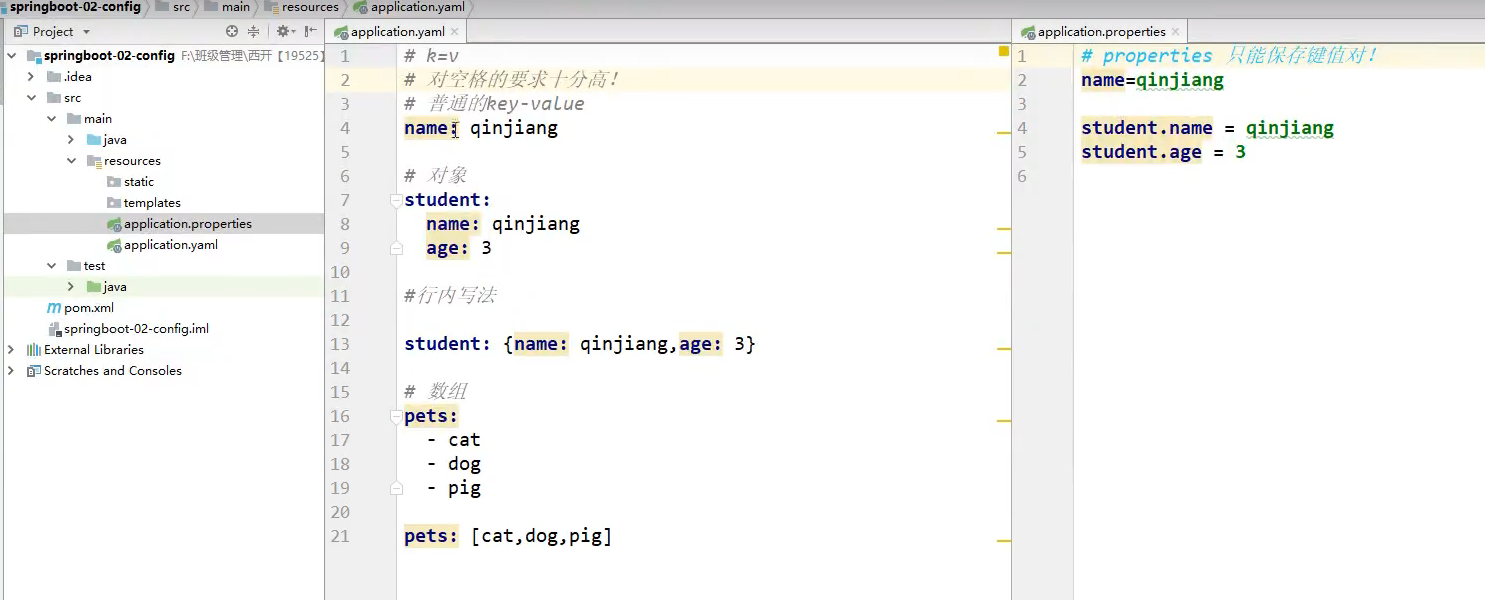 springboot-02-config src main resources application.yaml
Project
springboot-02-config F:\班级管理\西开【19525】
.idea
src
main
java
resources
static
templates
application.properties
application.yaml
test
java
pom.xml
springboot-02-config.iml
External Libraries
Scratches and Consoles
application.yaml
1 # k=v
2 # 对空格的要求十分高!
3 # 普通的key-value
4 name: qinjiang
5
6 # 对象
7 student:
8 name: qinjiang
9 age: 3
10
11 #行内写法
12
13 student: {name: qinjiang,age: 3}
14
15 # 数组
16 pets:
17 - cat
18 - dog
19 - pig
20
21 pets: [cat,dog,pig]
application.properties
1 # properties 只能保存键值对!
2 name=qinjiang
3
4 student.name = qinjiang
5 student.age = 3
6